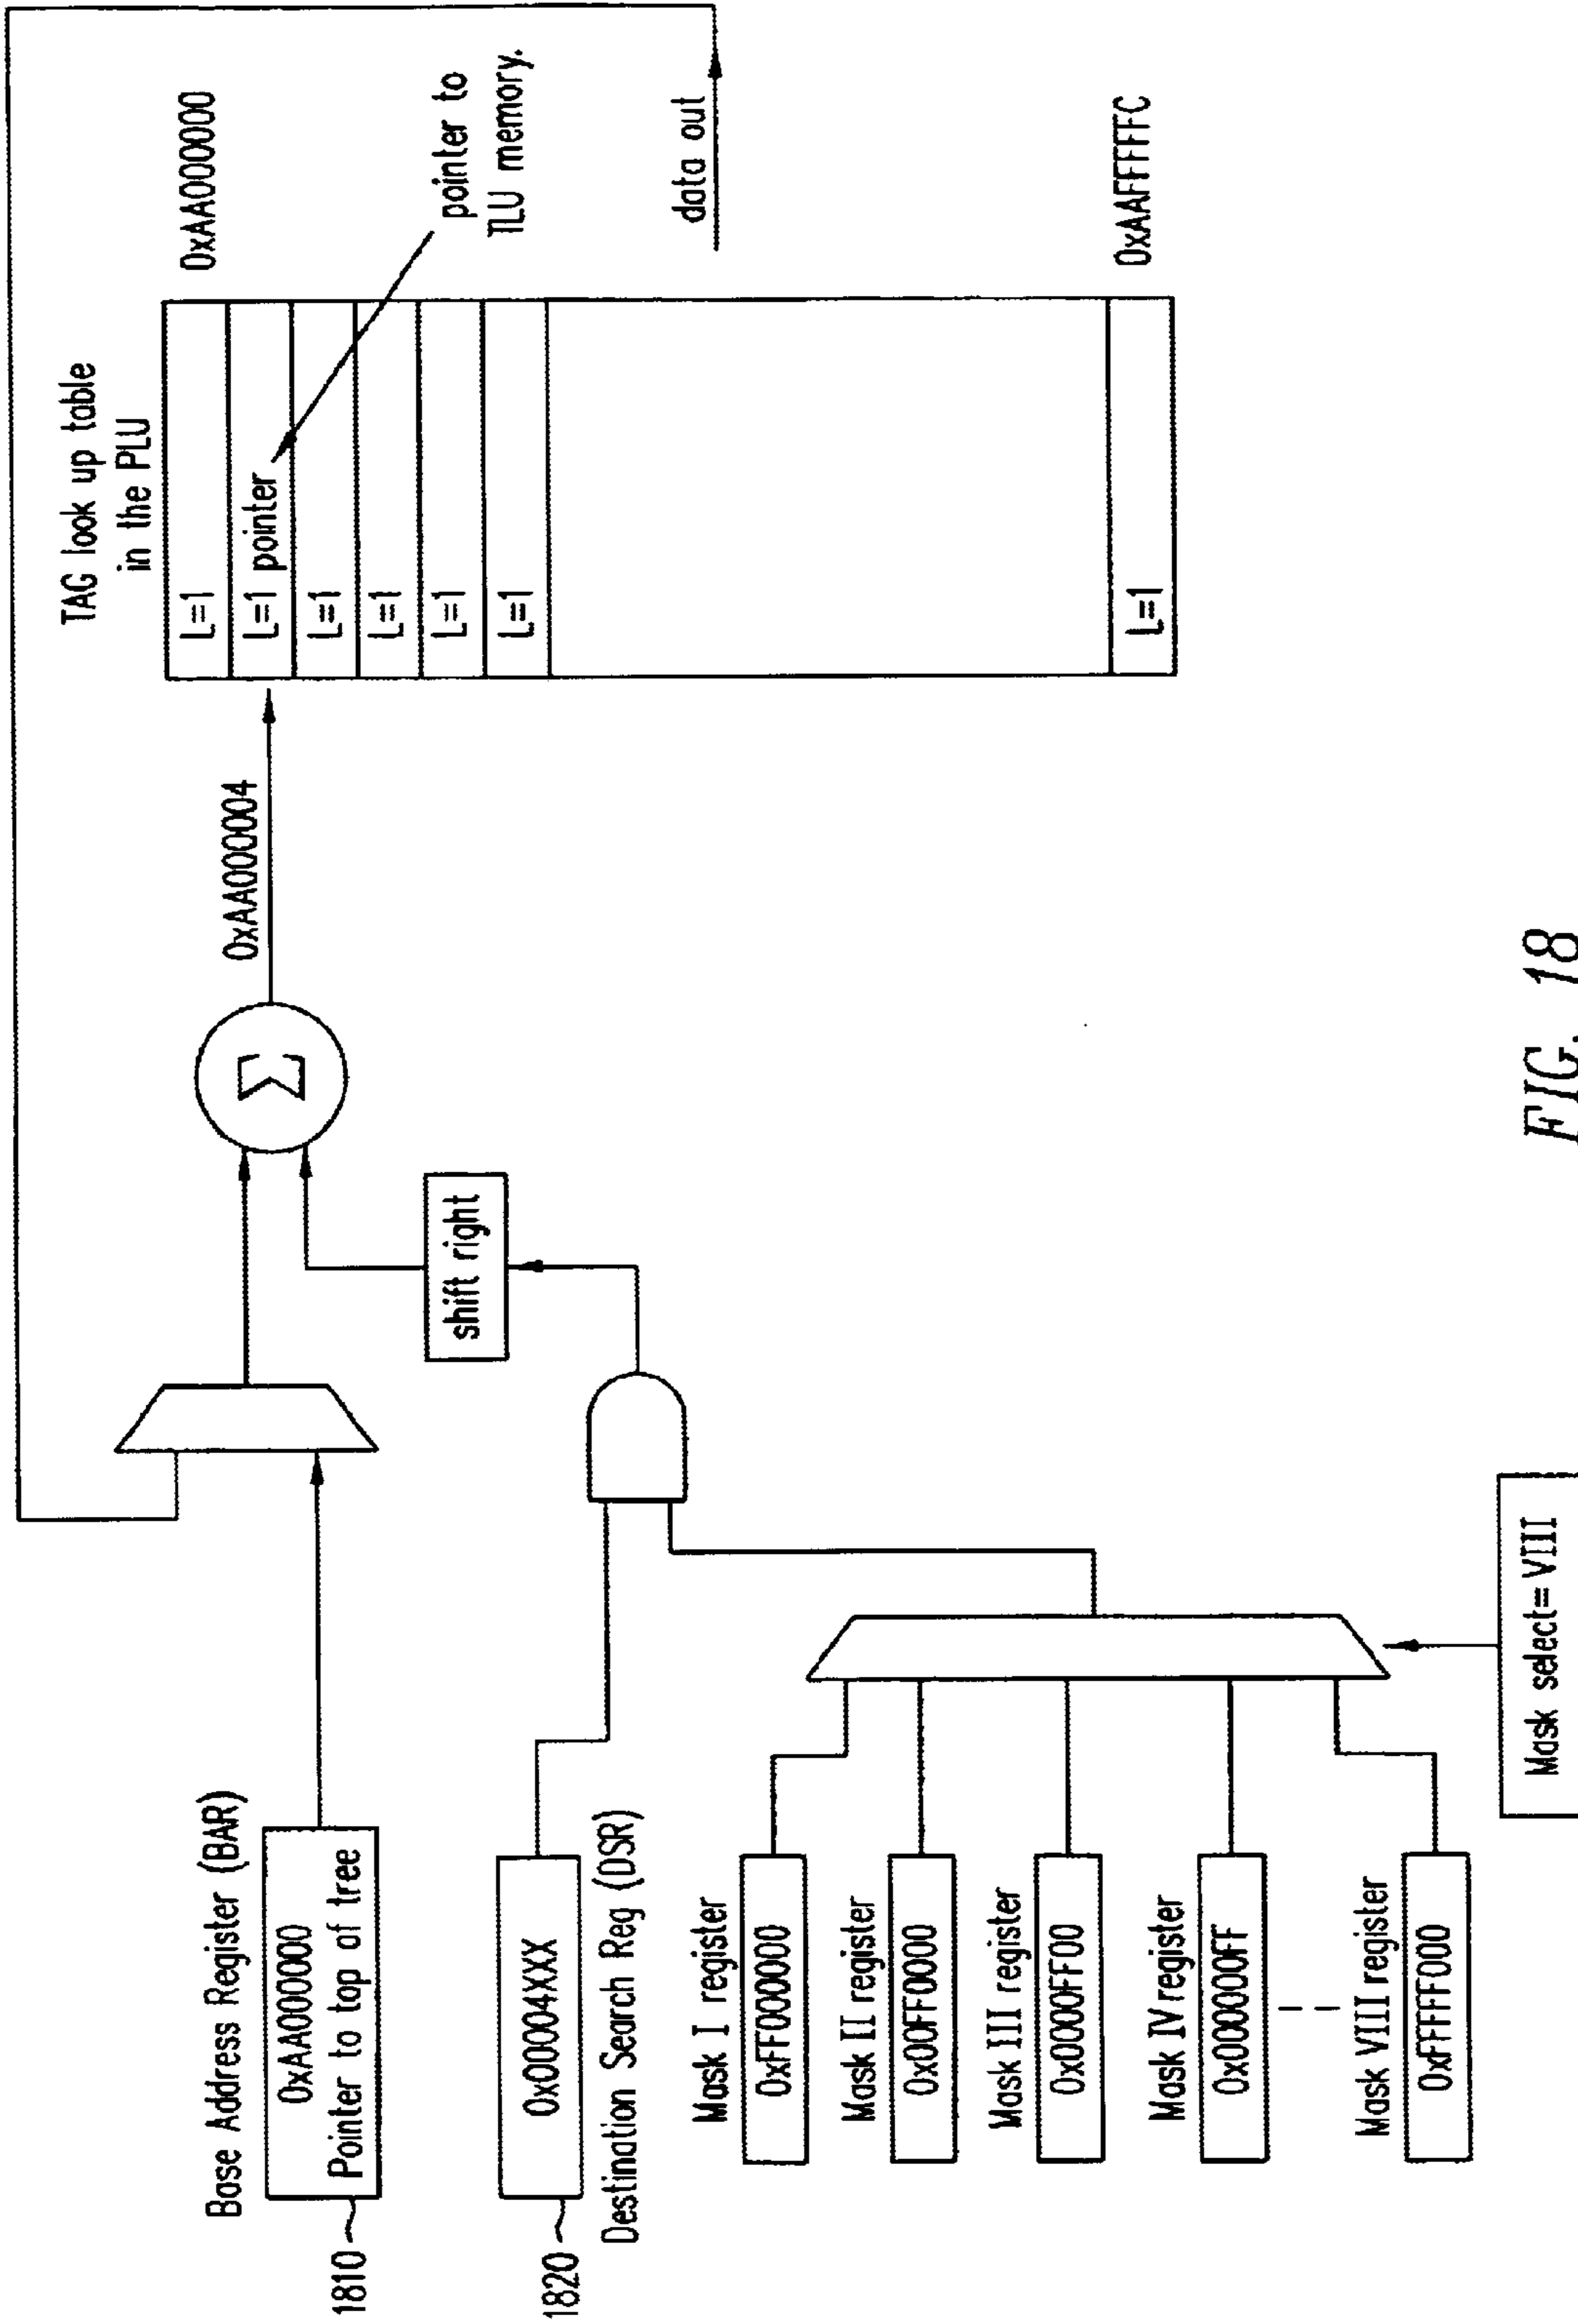 Base Address Register (BAR)
0xAA000000
Pointer to top of tree
1810
0x00004XXX
1820
Destination Search Reg (DSR)
Mask I register
0xFF000000
Mask II register
0x00FF0000
Mask III register
0x0000FF00
Mask IV register
0x000000FF
Mask VIII register
0xFFFFF000
Mask select= VIII
shift right
Σ
0xAA000004
TAG look up table
in the PLU
L=1
L=1 pointer
L=1
L=1
L=1
L=1
L=1
0xAA000000
pointer to
TLU memory.
data out
0xAAFFFFFC
FIG. 18